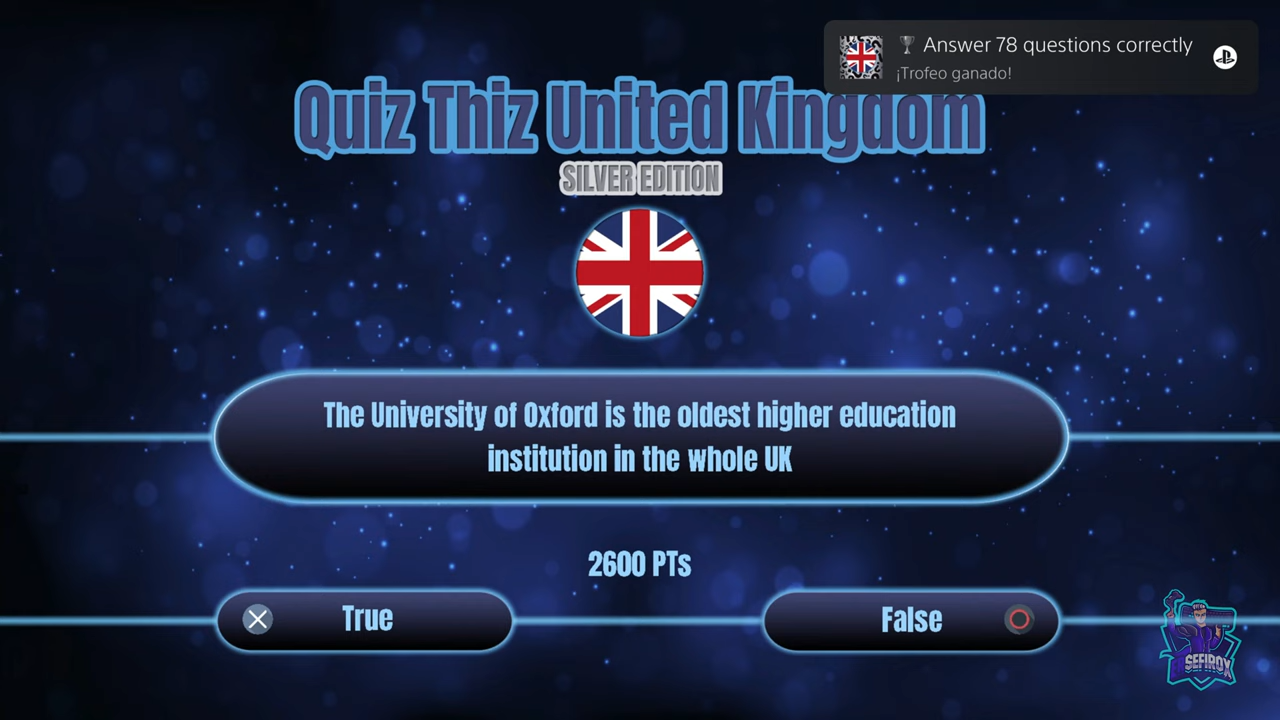 Answer 78 questions correctly
¡Trofeo ganado!
Quiz Thiz United Kingdom
SILVER EDITION
The University of Oxford is the oldest higher education
institution in the whole UK
2600 PTs
True
False
SEFIROX